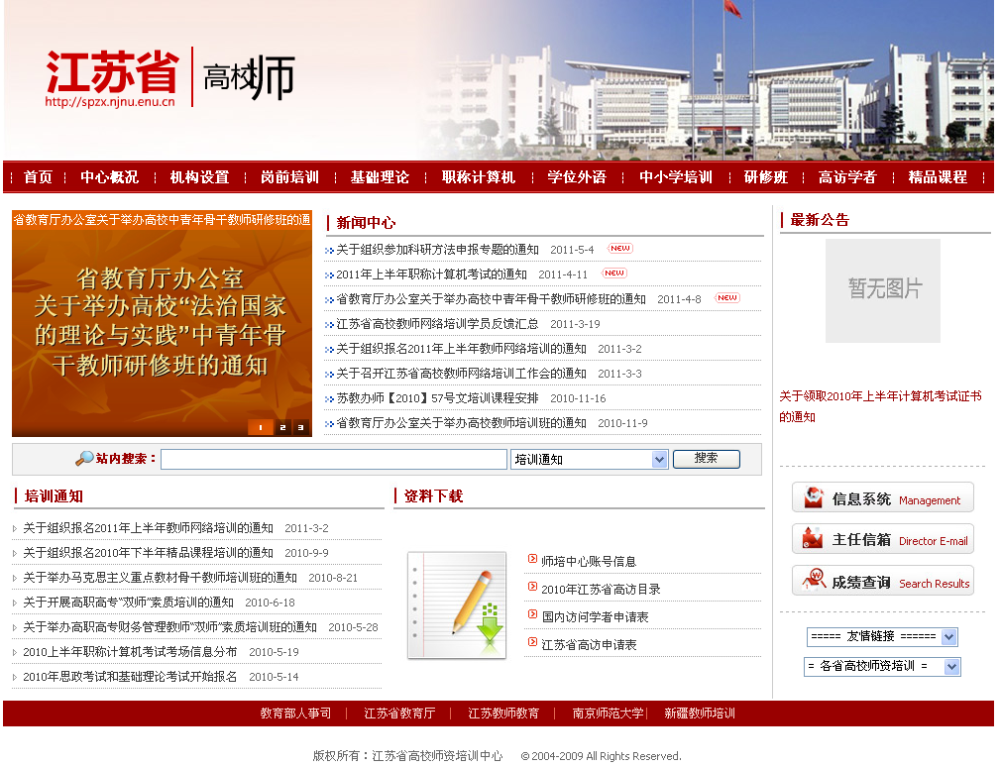 江苏省 高校师
http://spzx.njnu.enu.cn
首页 中心概况 机构设置 岗前培训 基础理论 职称计算机 学位外语 中小学培训 研修班 高访学者 精品课程
省教育厅办公室关于举办高校中青年骨干教师研修班的通
省教育厅办公室
关于举办高校“法治国家
的理论与实践”中青年骨
干教师研修班的通知
1 2 3
新闻中心
关于组织参加科研方法申报专题的通知 2011-5-4 NEW
2011年上半年职称计算机考试的通知 2011-4-11 NEW
省教育厅办公室关于举办高校中青年骨干教师研修班的通知 2011-4-8 NEW
江苏省高校教师网络培训学员反馈汇总 2011-3-19
关于组织报名2011年上半年教师网络培训的通知 2011-3-2
关于召开江苏省高校教师网络培训工作会的通知 2011-3-3
苏教办师【2010】57号文培训课程安排 2010-11-16
省教育厅办公室关于举办高校教师培训班的通知 2010-11-9
最新公告
暂无图片
关于领取2010年上半年计算机考试证书
的通知
站内搜索： 培训通知 搜索
培训通知
关于组织报名2011年上半年教师网络培训的通知 2011-3-2
关于组织报名2010年下半年精品课程培训的通知 2010-9-9
关于举办马克思主义重点教材骨干教师培训班的通知 2010-8-21
关于开展高职高专“双师”素质培训的通知 2010-6-18
关于举办高职高专财务管理教师“双师”素质培训班的通知 2010-5-28
2010上半年职称计算机考试考场信息分布 2010-5-19
2010年思政考试和基础理论考试开始报名 2010-5-14
资料下载
师培中心账号信息
2010年江苏省高访目录
国内访问学者申请表
江苏省高访申请表
信息系统 Management
主任信箱 Director E-mail
成绩查询 Search Results
===== 友情链接 ======
= 各省高校师资培训 =
教育部人事司 | 江苏省教育厅 | 江苏教师教育 | 南京师范大学| 新疆教师培训
版权所有：江苏省高校师资培训中心 © 2004-2009 All Rights Reserved.